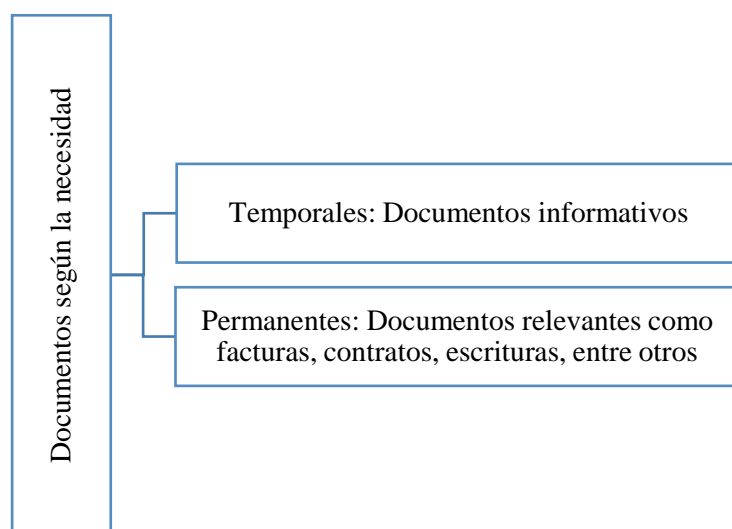 Documentos según la necesidad
Temporales: Documentos informativos
Permanentes: Documentos relevantes como
facturas, contratos, escrituras, entre otros